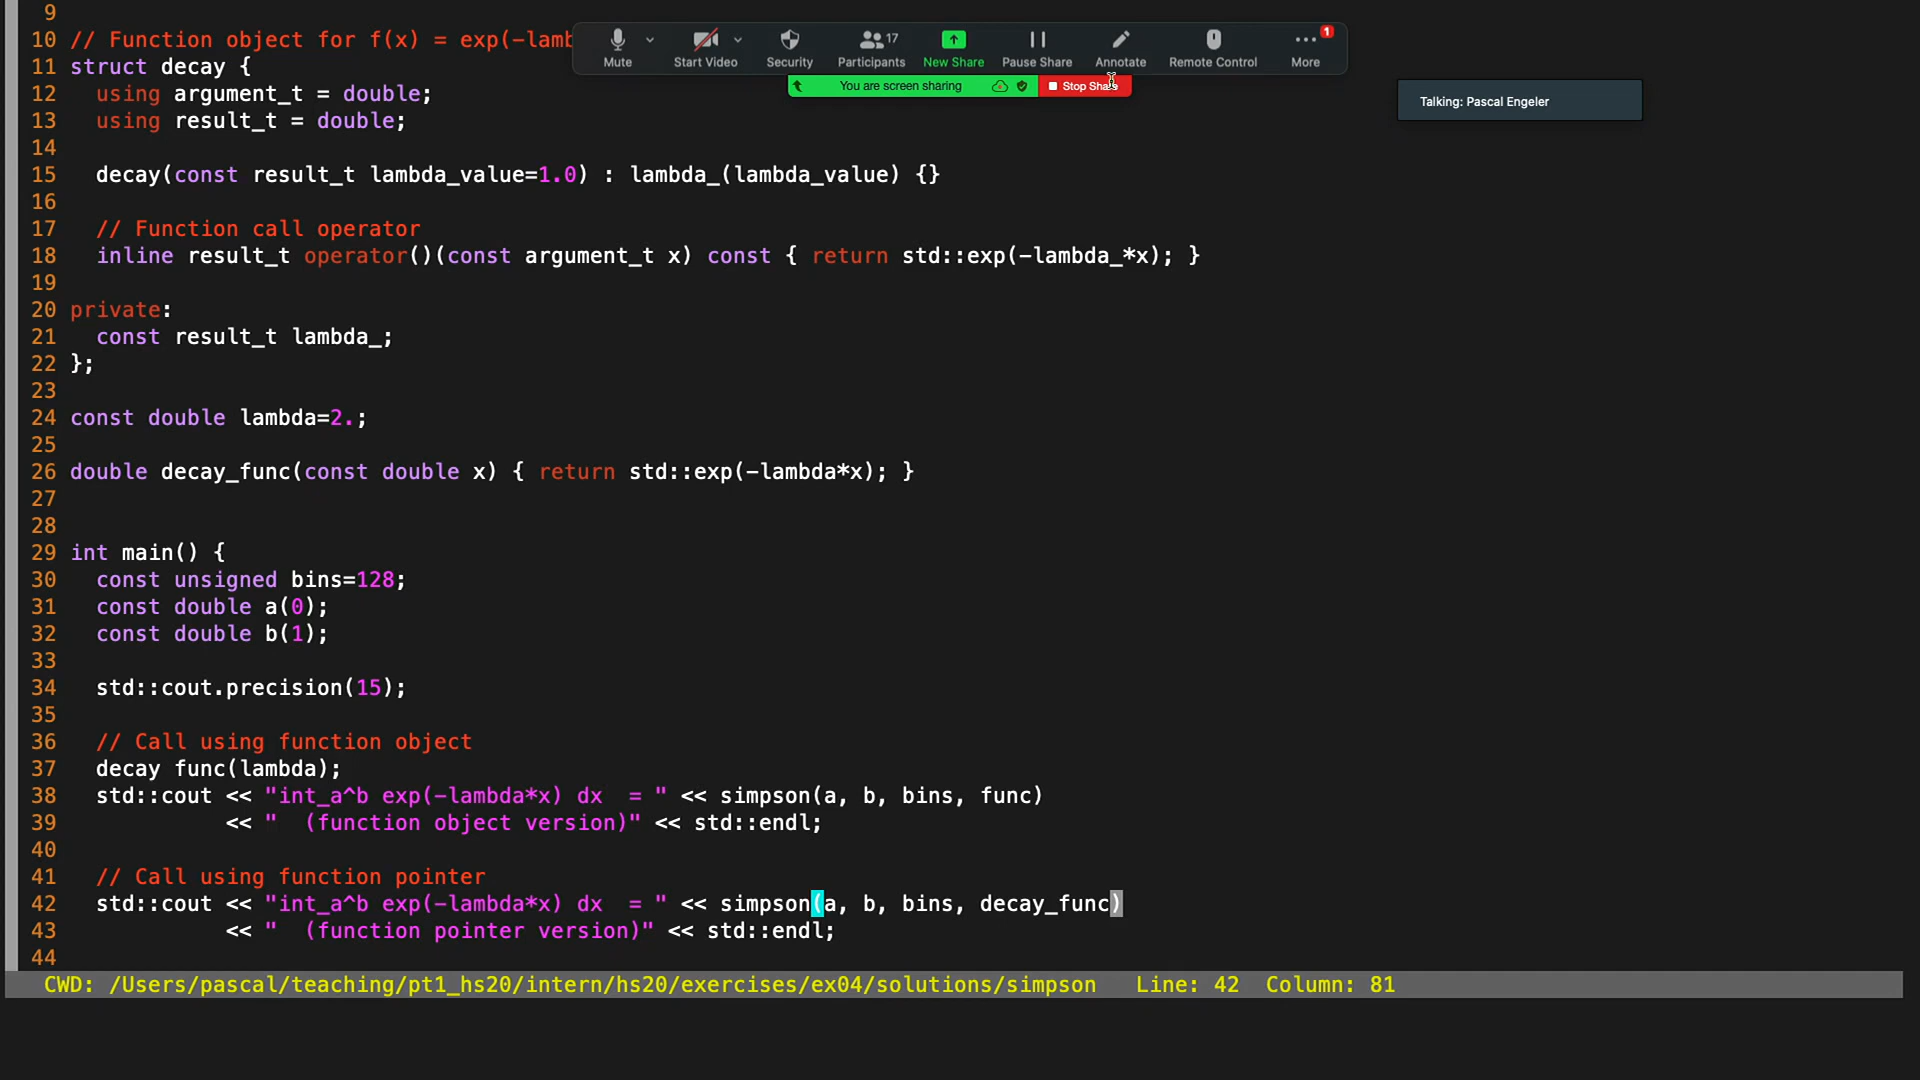 9
10 // Function object for f(x) = exp(-lamb
11 struct decay {
12   using argument_t = double;
13   using result_t = double;
14
15   decay(const result_t lambda_value=1.0) : lambda_(lambda_value) {}
16
17   // Function call operator
18   inline result_t operator()(const argument_t x) const { return std::exp(-lambda_*x); }
19
20 private:
21   const result_t lambda_;
22 };
23
24 const double lambda=2.;
25
26 double decay_func(const double x) { return std::exp(-lambda*x); }
27
28
29 int main() {
30   const unsigned bins=128;
31   const double a(0);
32   const double b(1);
33
34   std::cout.precision(15);
35
36   // Call using function object
37   decay func(lambda);
38   std::cout << "int_a^b exp(-lambda*x) dx  = " << simpson(a, b, bins, func)
39             << "  (function object version)" << std::endl;
40
41   // Call using function pointer
42   std::cout << "int_a^b exp(-lambda*x) dx  = " << simpson(a, b, bins, decay_func)
43             << "  (function pointer version)" << std::endl;
44
CWD: /Users/pascal/teaching/pt1_hs20/intern/hs20/exercises/ex04/solutions/simpson   Line: 42  Column: 81
17
1
Mute Start Video Security Participants New Share Pause Share Annotate Remote Control More
You are screen sharing Stop Share
Talking: Pascal Engeler